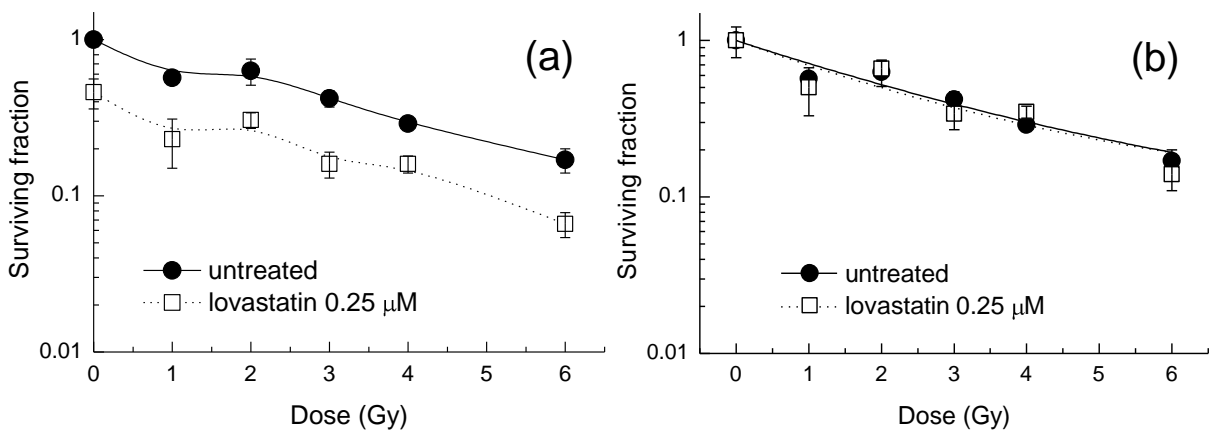 (a)
1
0.1
0.01
Surviving fraction
untreated
lovastatin 0.25 μM
0 1 2 3 4 5 6
Dose (Gy)
(b)
1
0.1
0.01
Surviving fraction
untreated
lovastatin 0.25 μM
0 1 2 3 4 5 6
Dose (Gy)